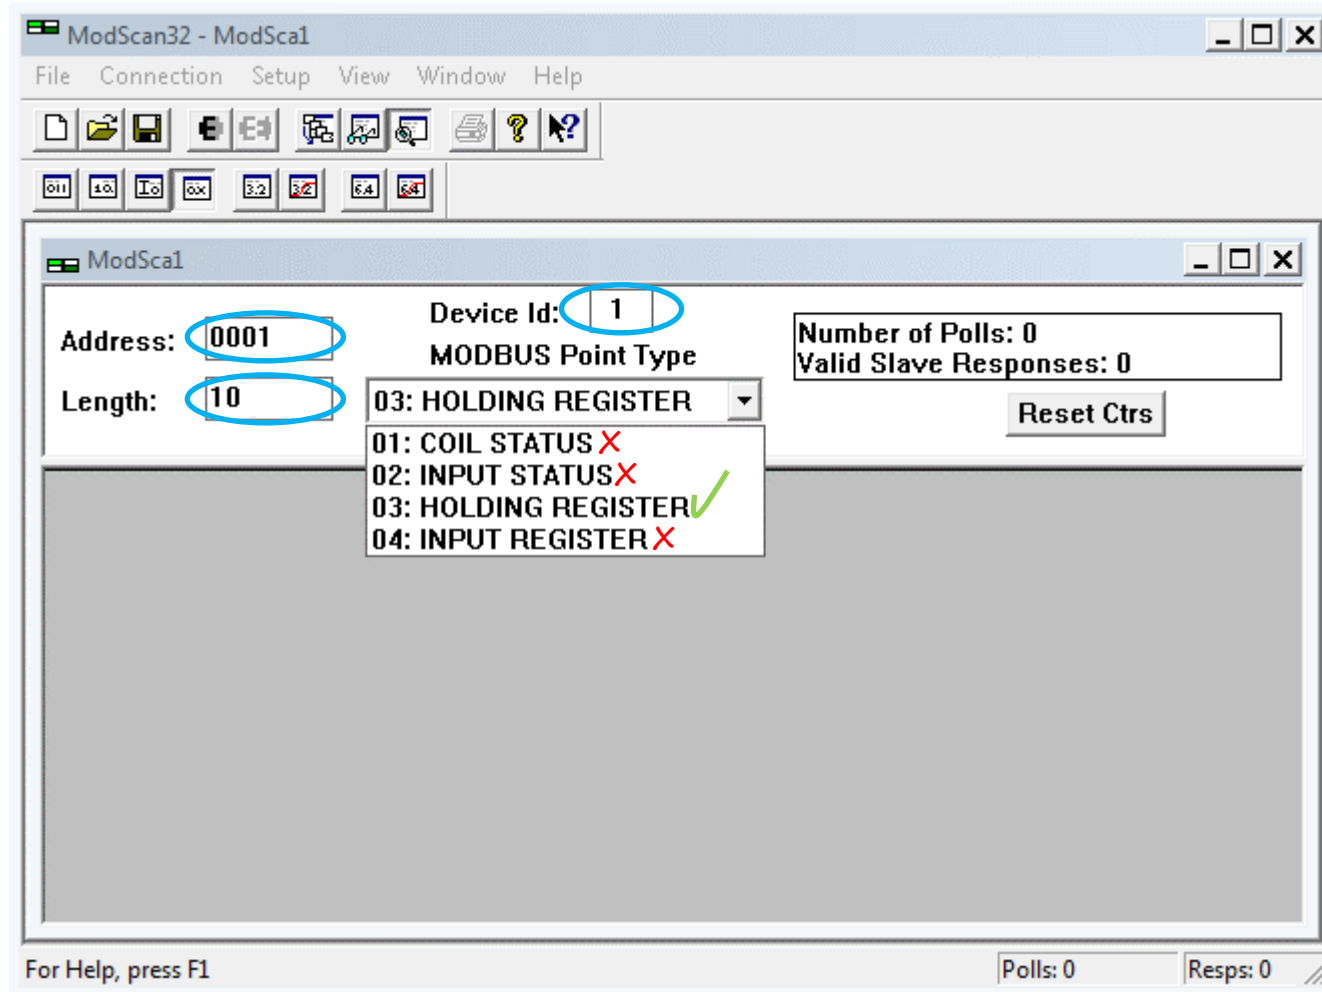 ModScan32 - ModSca1
File Connection Setup View Window Help
ModSca1
Address: 0001
Device Id: 1
MODBUS Point Type
Length: 10
03: HOLDING REGISTER
01: COIL STATUS
02: INPUT STATUS
03: HOLDING REGISTER
04: INPUT REGISTER
Number of Polls: 0
Valid Slave Responses: 0
Reset Ctrs
For Help, press F1
Polls: 0
Resps: 0